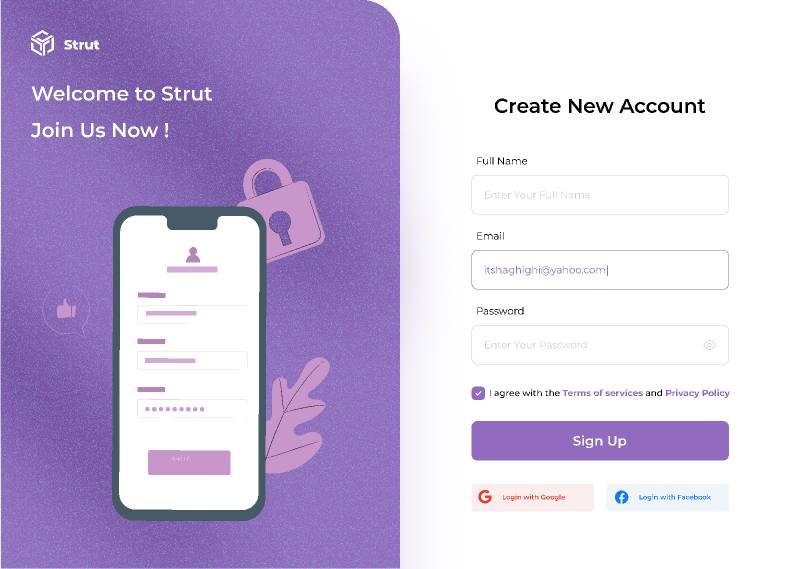 Strut
Welcome to Strut
Join Us Now !
Create New Account
Full Name
Enter Your Full Name
Email
itshaghighi@yahoo.com
Password
Enter Your Password
I agree with the Terms of services and Privacy Policy
Sign Up
Login with Google
Login with Facebook